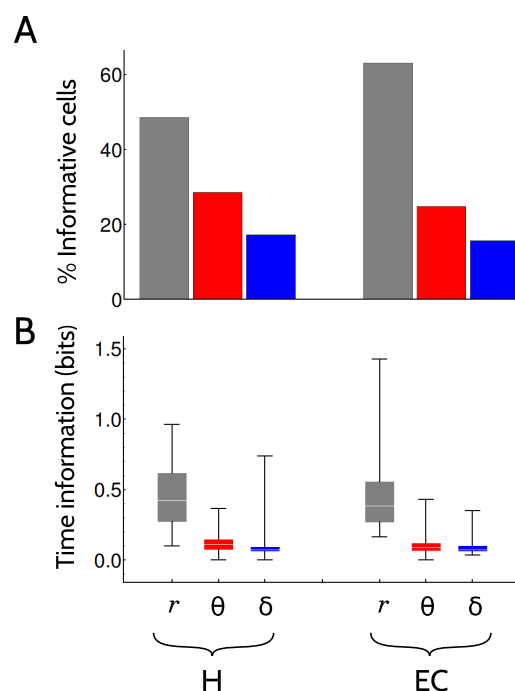 A
% Informative cells
60
40
20
0
B
Time information (bits)
1.5
1.0
0.5
0.0
r θ δ r θ δ
H EC